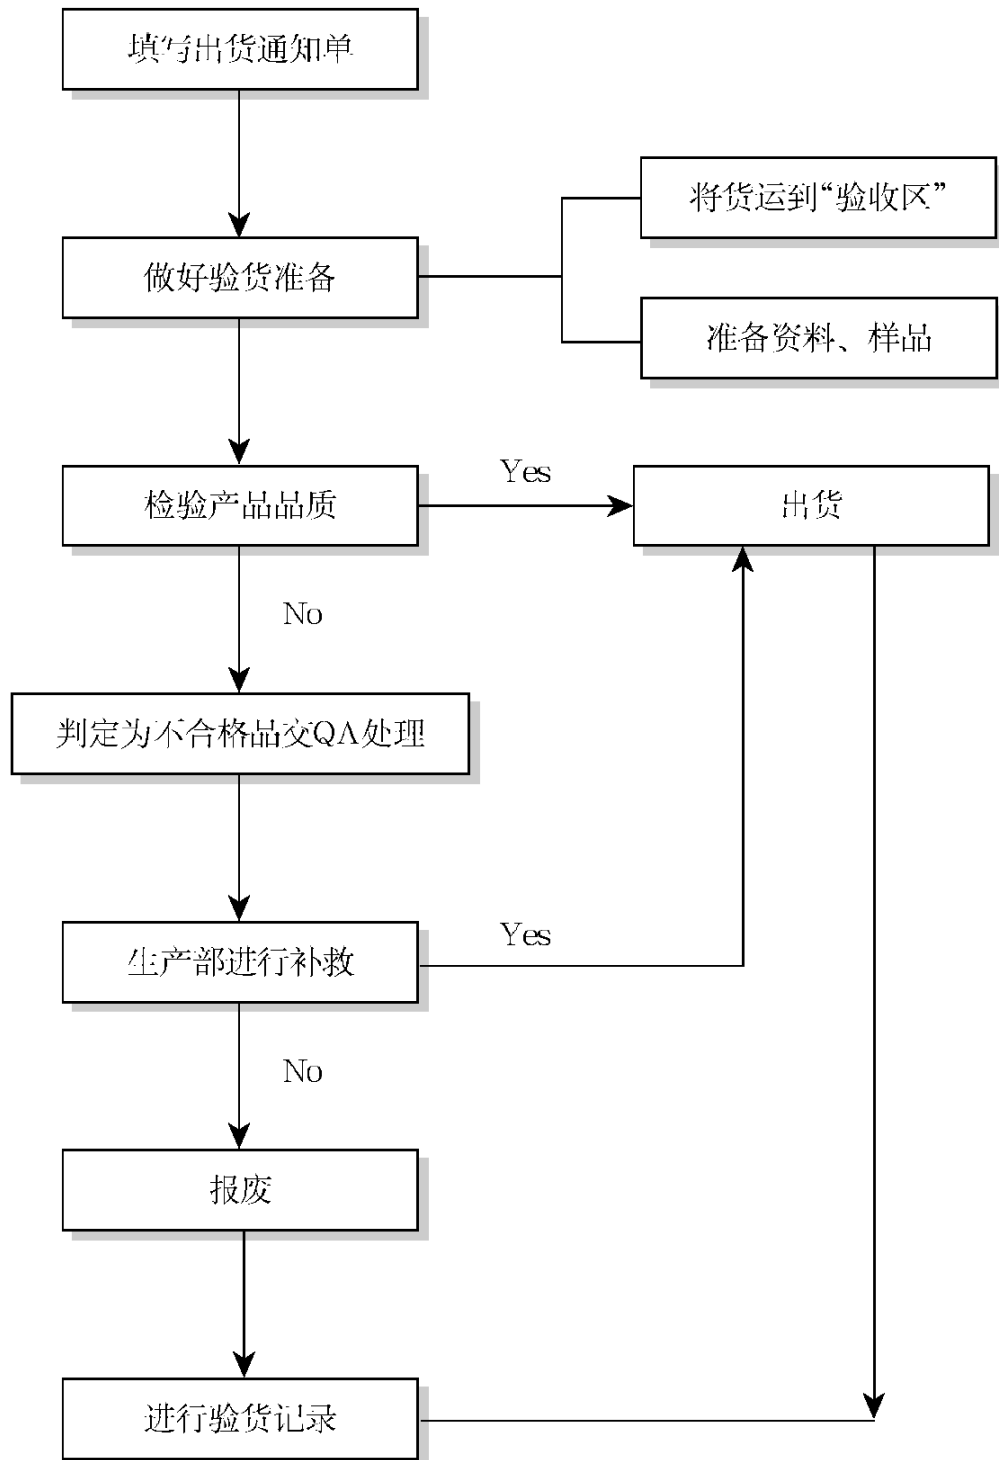 填写出货通知单
将货运到“验收区”
做好验货准备
准备资料、样品
Yes
检验产品品质
出货
No
判定为不合格品交QA处理
Yes
生产部进行补救
No
报废
进行验货记录